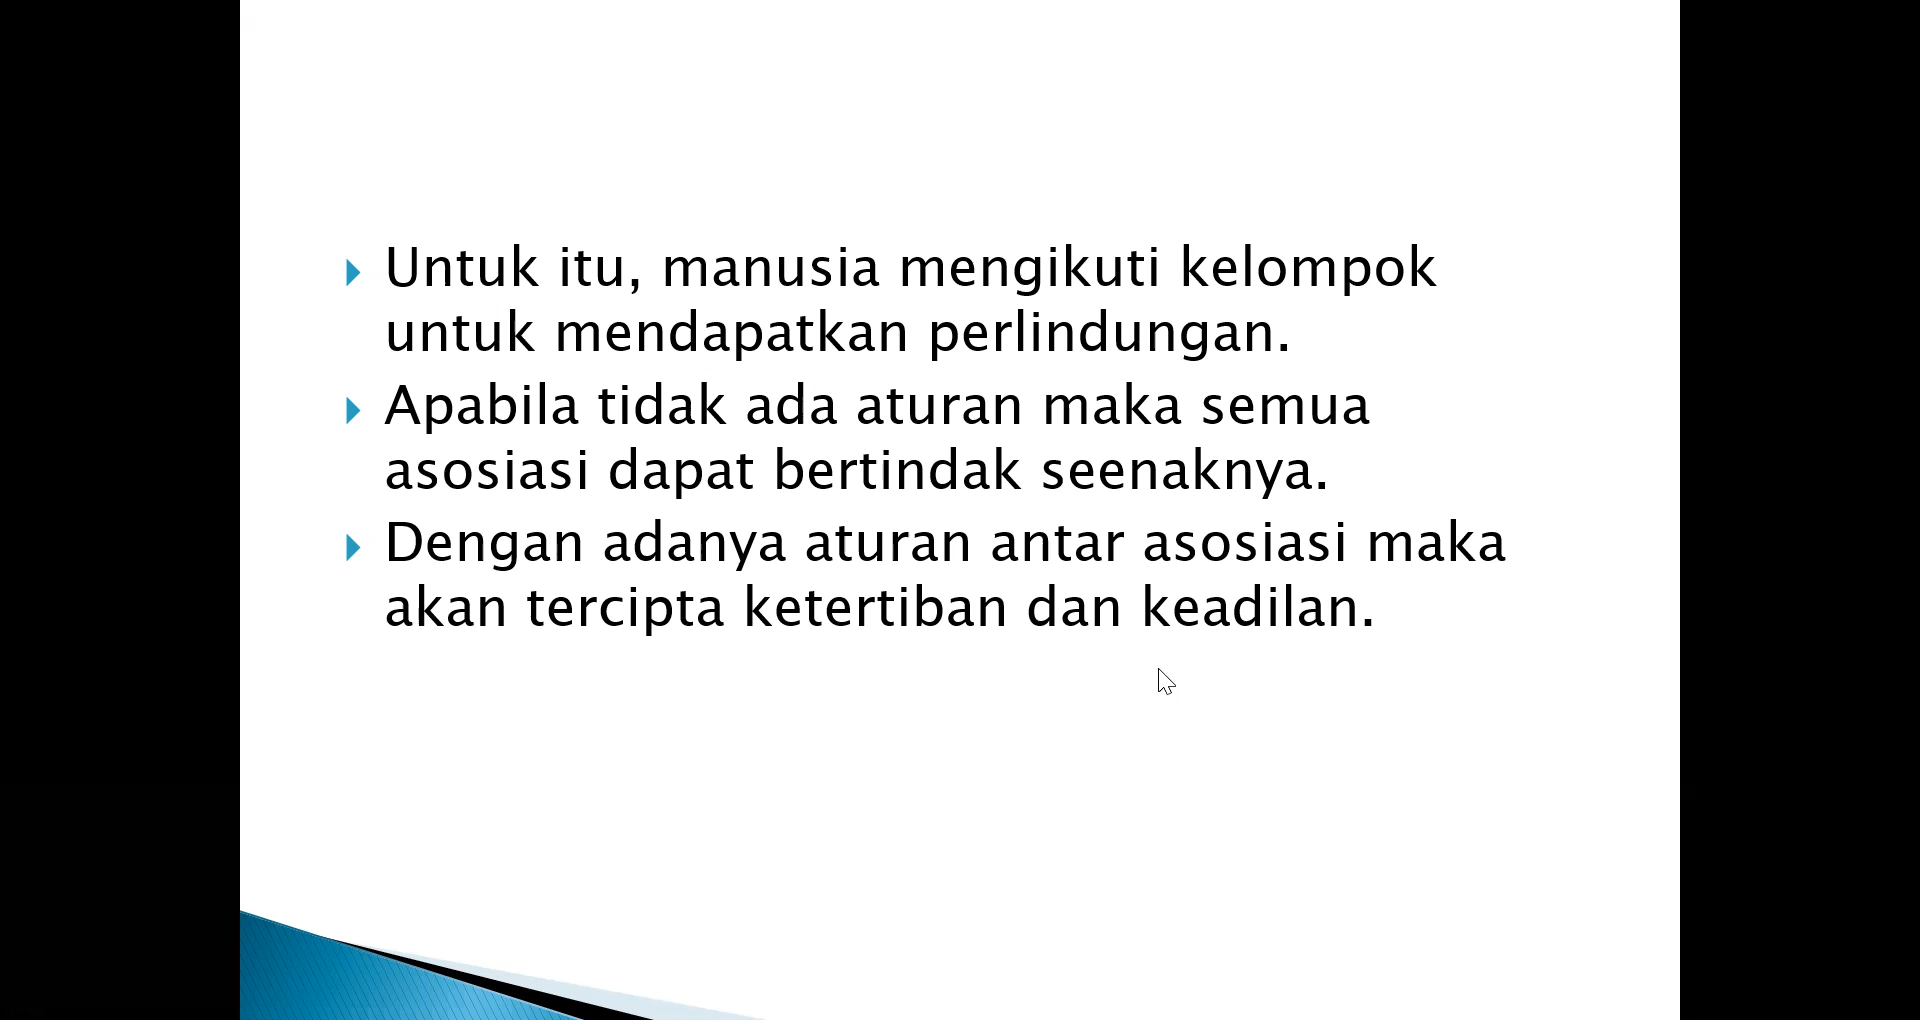 Untuk itu, manusia mengikuti kelompok
untuk mendapatkan perlindungan.
Apabila tidak ada aturan maka semua
asosiasi dapat bertindak seenaknya.
Dengan adanya aturan antar asosiasi maka
akan tercipta ketertiban dan keadilan.